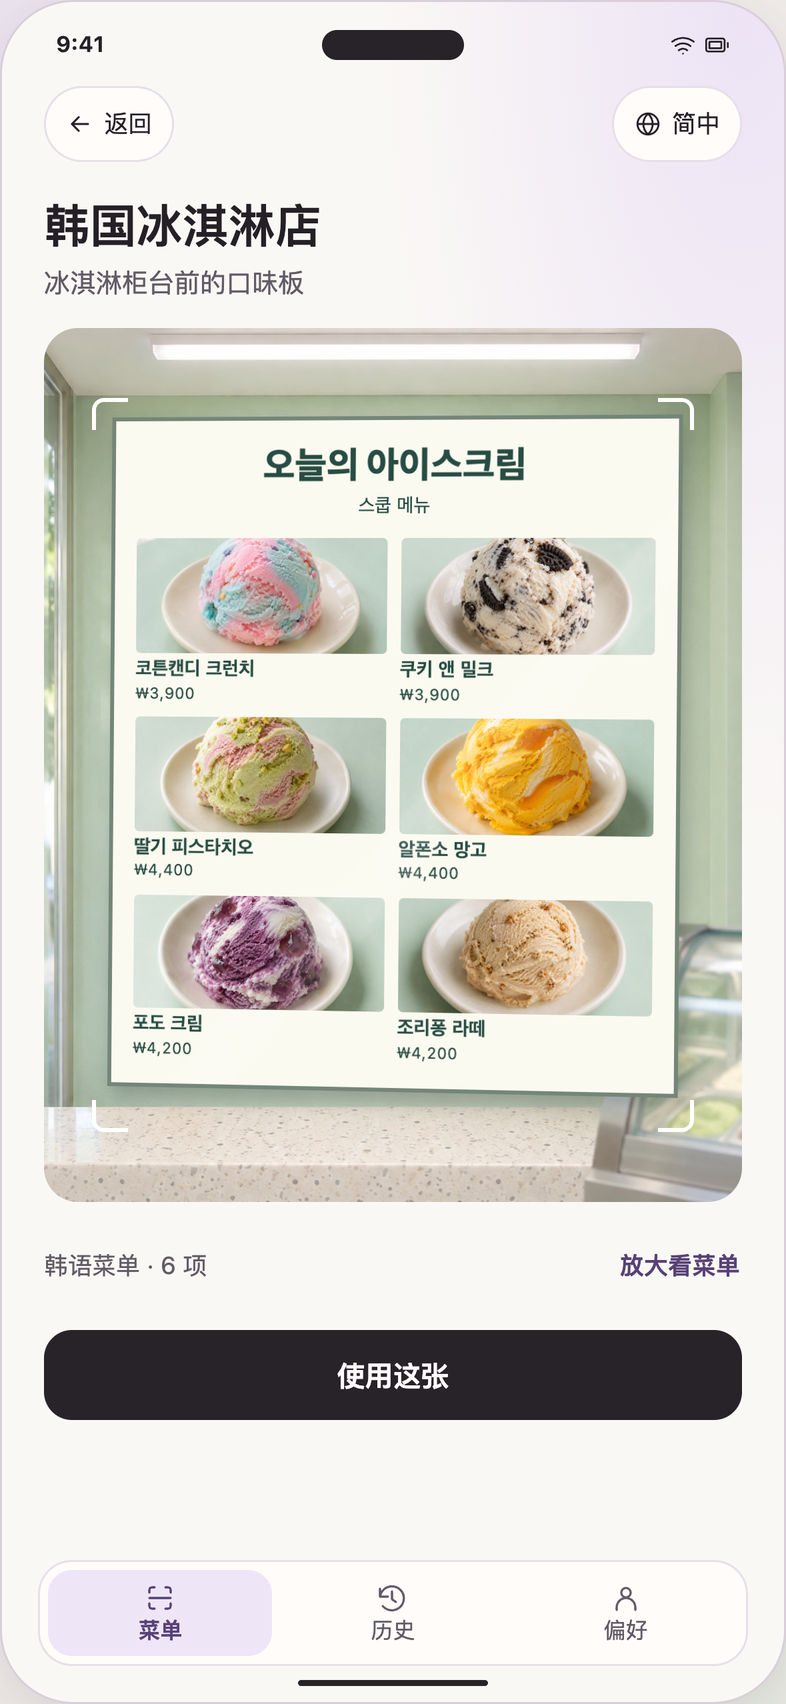 9:41
返回
简中
韩国冰淇淋店
冰淇淋柜台前的口味板
오늘의 아이스크림
스쿱 메뉴
코튼캔디 크런치
₩3,900
쿠키 앤 밀크
₩3,900
딸기 피스타치오
₩4,400
알폰소 망고
₩4,400
포도 크림
₩4,200
조리퐁 라떼
₩4,200
韩语菜单 · 6 项
放大看菜单
使用这张
菜单
历史
偏好